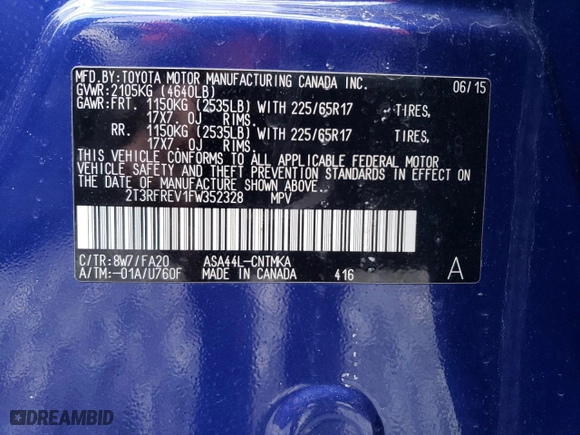 MFD.BY:TOYOTA MOTOR MANUFACTURING CANADA INC.
GVWR:2105KG (4640LB) 06/15
GAWR:FRT. 1150KG (2535LB) WITH 225/65R17 TIRES,
17X7.0J RIMS.
RR. 1150KG (2535LB) WITH 225/65R17 TIRES,
17X7.0J RIMS.
THIS VEHICLE CONFORMS TO ALL APPLICABLE FEDERAL MOTOR
VEHICLE SAFETY AND THEFT PREVENTION STANDARDS IN EFFECT ON
THE DATE OF MANUFACTURE SHOWN ABOVE.
2T3RFREV1FW352328 MPV
C/TR:8W7/FA20 ASA44L-CNTMKA
A/TM:-01A/U760F MADE IN CANADA 416 A
DREAMBID